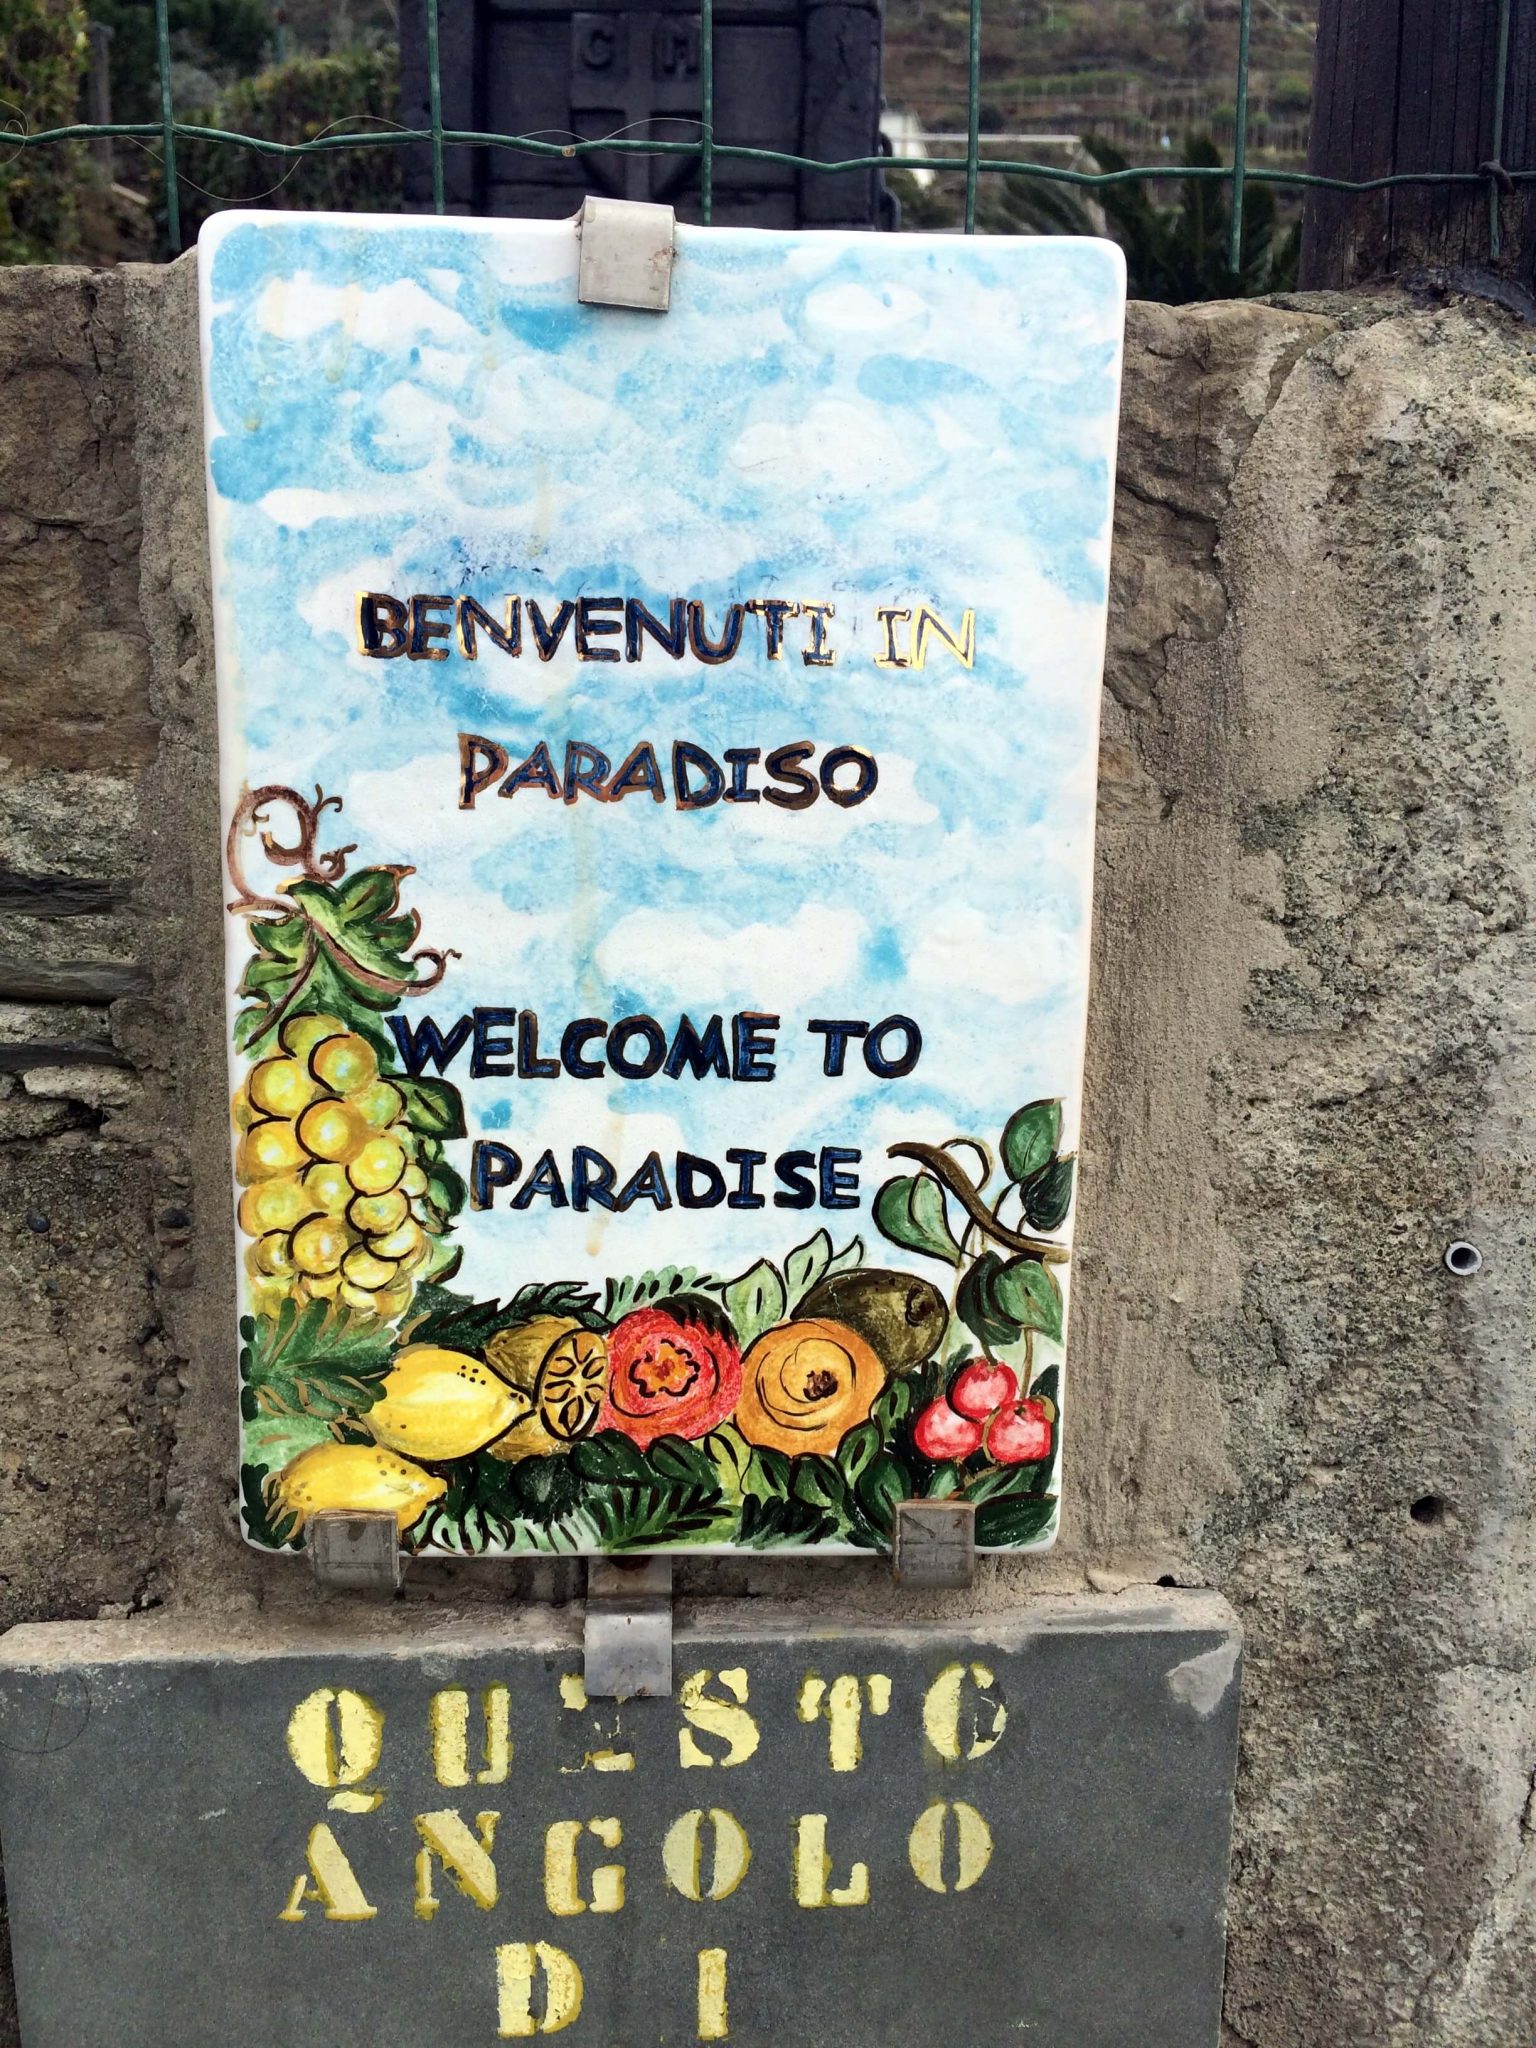 C H
BENVENUTI IN
PARADISO
WELCOME TO
PARADISE
QUESTO
ANGOLO
DI